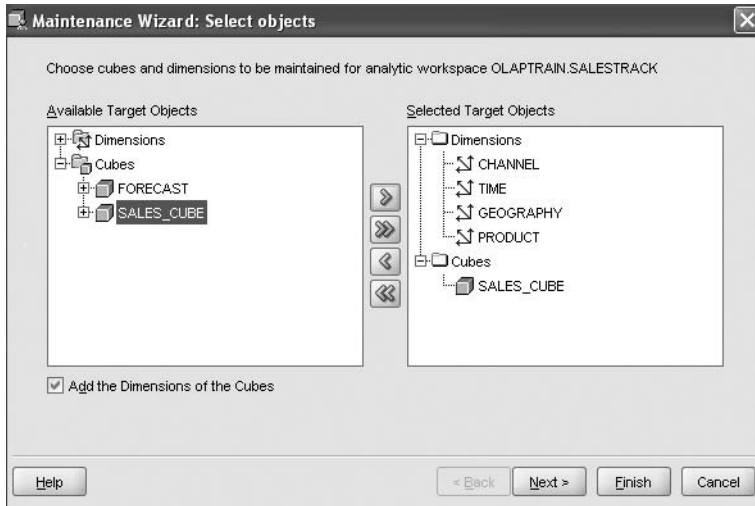 Maintenance Wizard: Select objects
Choose cubes and dimensions to be maintained for analytic workspace OLAPTRAIN.SALESTRACK
Available Target Objects
Dimensions
Cubes
FORECAST
SALES_CUBE
Selected Target Objects
Dimensions
CHANNEL
TIME
GEOGRAPHY
PRODUCT
Cubes
SALES_CUBE
Add the Dimensions of the Cubes
Help
< Back
Next >
Finish
Cancel